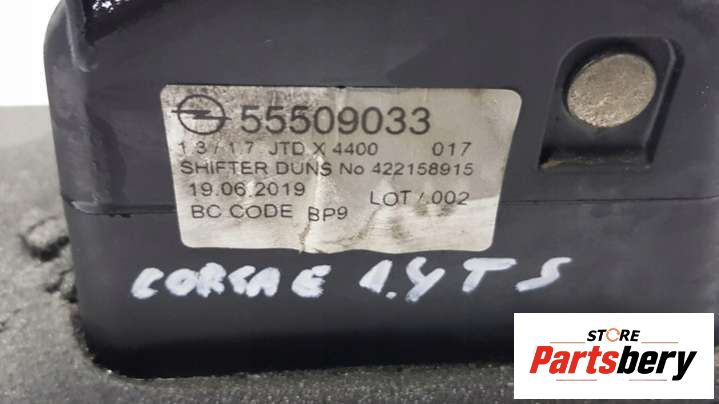 55509033
1.3/1.7 JTD X 4400 017
SHIFTER DUNS No 422158915
19.06.2019 LOT/.002
BC CODE BP9
CORSA E 1.4 T S
STORE
Partsbery